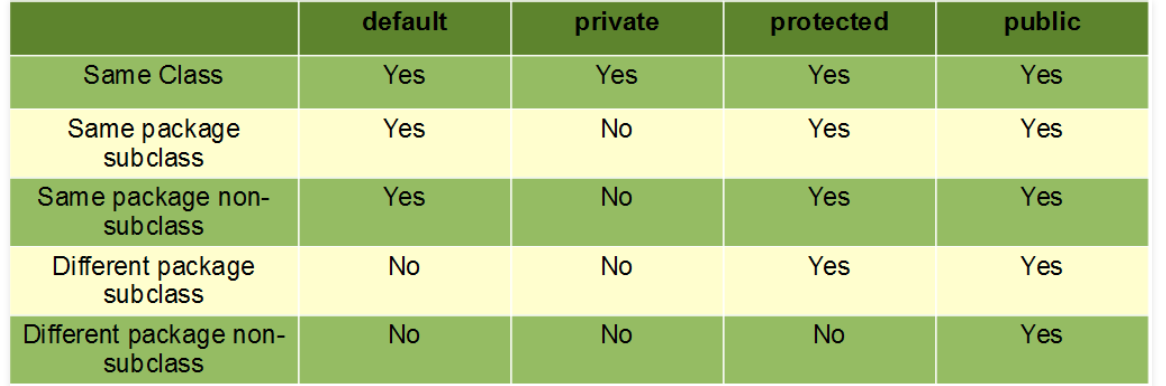 default private protected public
Same Class Yes Yes Yes Yes
Same package Yes No Yes Yes
subclass
Same package non- Yes No Yes Yes
subclass
Different package No No Yes Yes
subclass
Different package non- No No No Yes
subclass